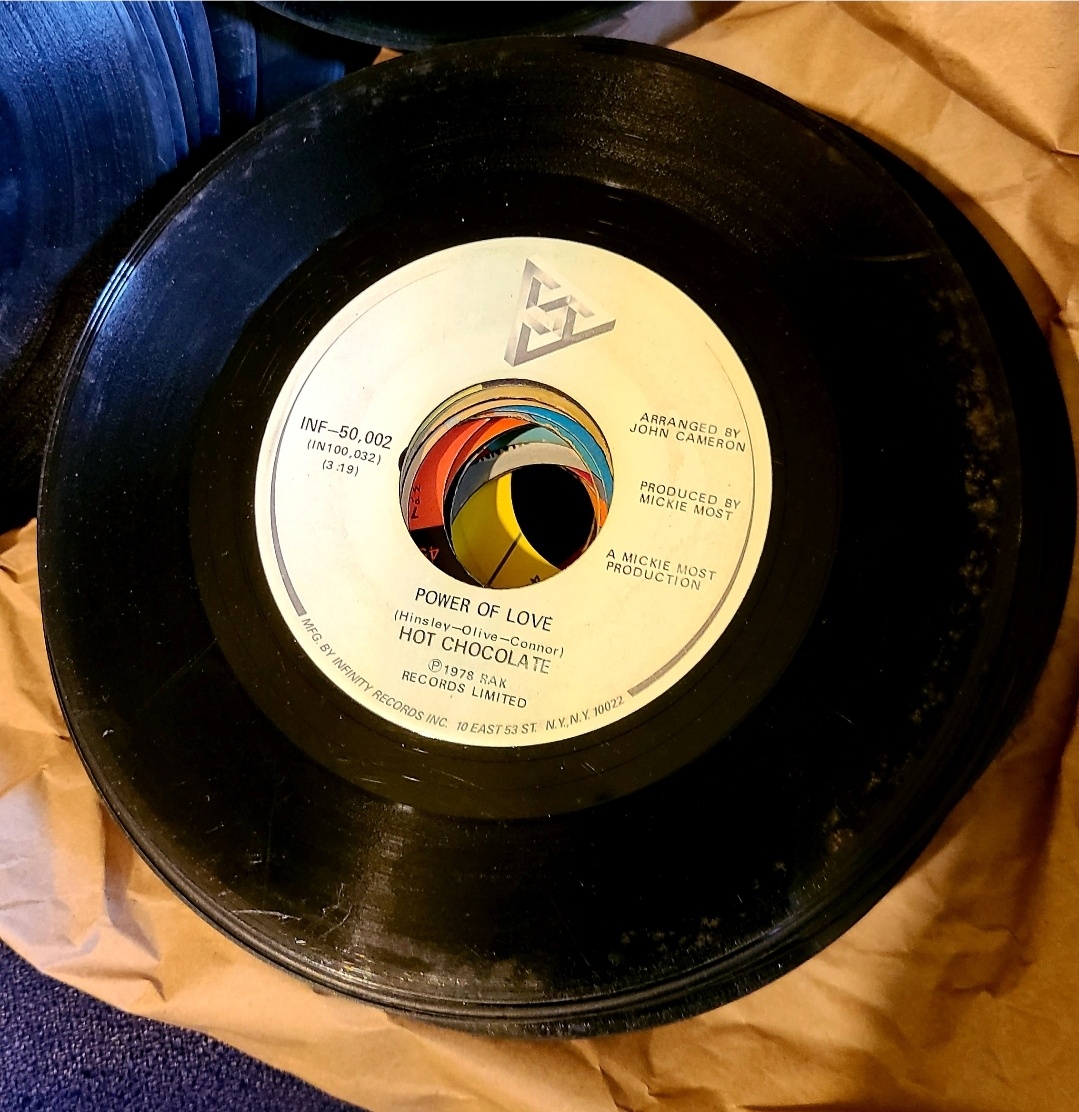 INF–50,002
(IN100,032)
(3:19)
ARRANGED BY
JOHN CAMERON
PRODUCED BY
MICKIE MOST
A MICKIE MOST
PRODUCTION
POWER OF LOVE
(Hinsley–Olive–Connor)
HOT CHOCOLATE
Ⓟ1978 RAK
RECORDS LIMITED
MFG. BY INFINITY RECORDS INC. 10 EAST 53 ST. N.Y., N.Y. 10022